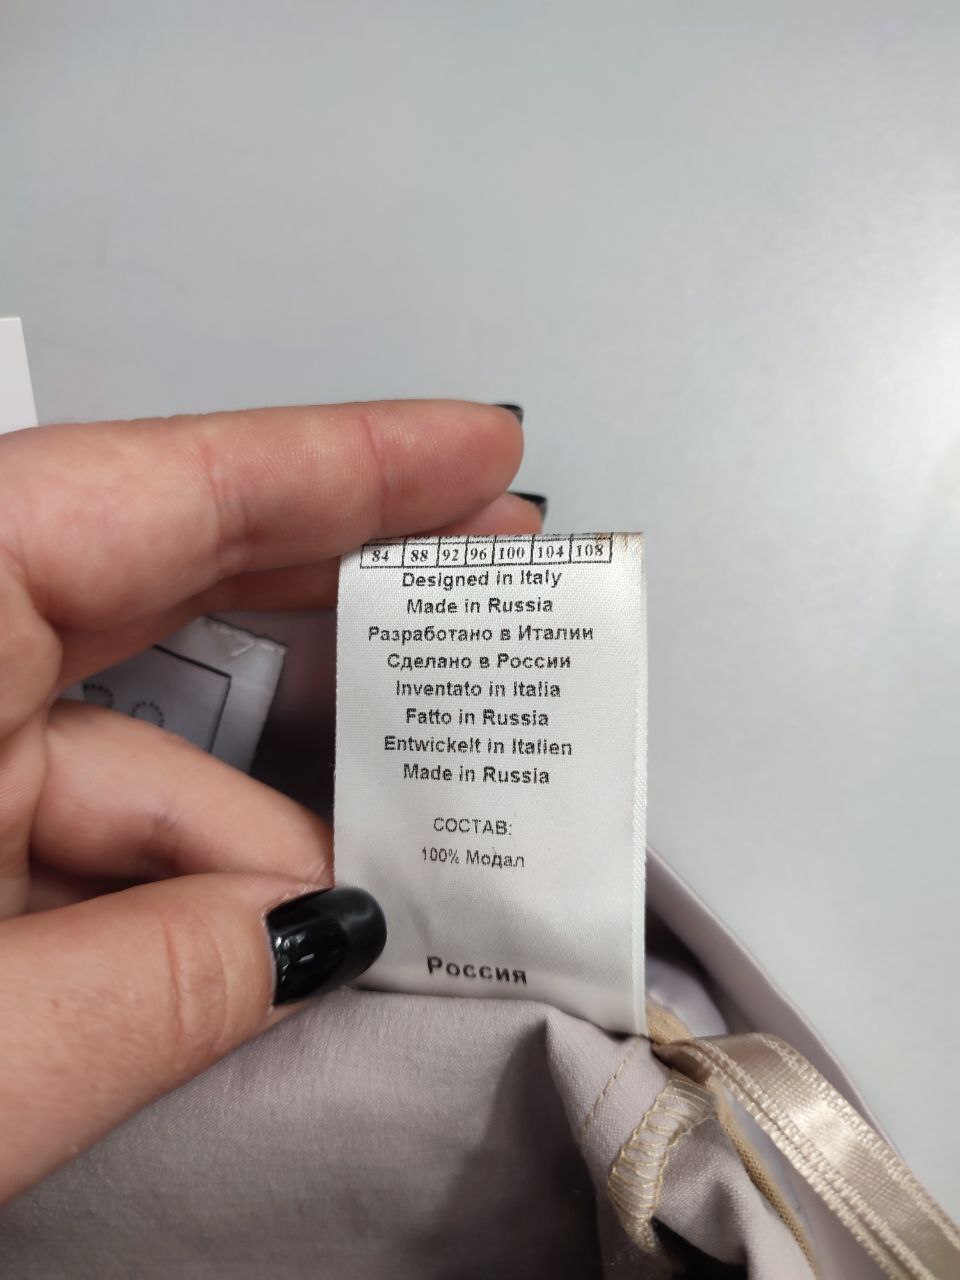 84 88 92 96 100 104 108
Designed in Italy
Made in Russia
Разработано в Италии
Сделано в России
Inventato in Italia
Fatto in Russia
Entwickelt in Italien
Made in Russia
СОСТАВ:
100% Модал
Россия